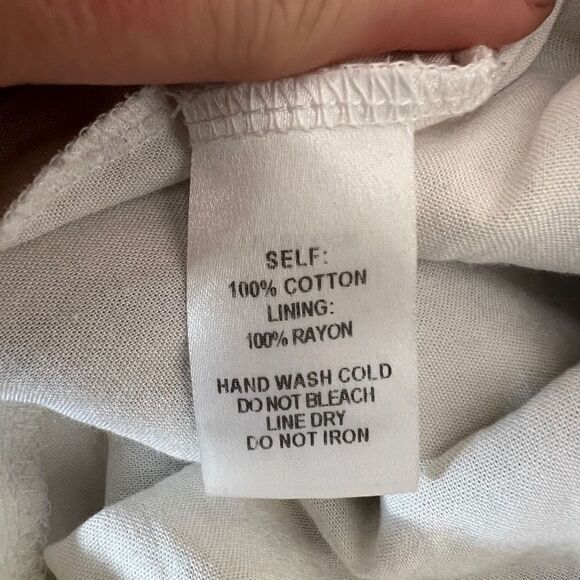 SELF:
100% COTTON
LINING:
100% RAYON
HAND WASH COLD
DO NOT BLEACH
LINE DRY
DO NOT IRON